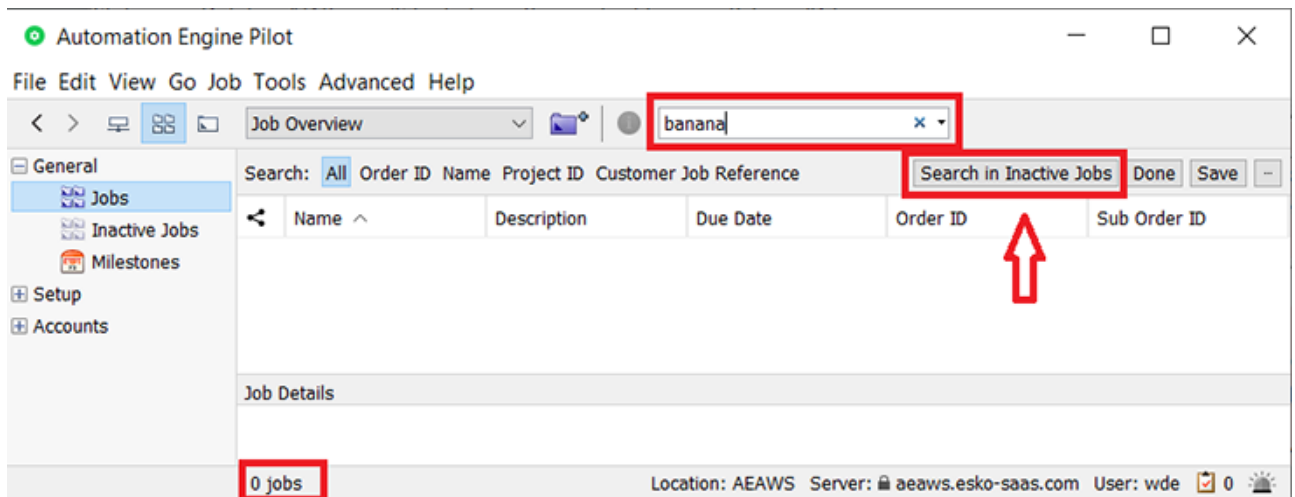 Automation Engine Pilot
File Edit View Go Job Tools Advanced Help
Job Overview banana
General
Jobs
Inactive Jobs
Milestones
Setup
Accounts
Search: All Order ID Name Project ID Customer Job Reference Search in Inactive Jobs Done Save ...
Name Description Due Date Order ID Sub Order ID
Job Details
0 jobs Location: AEAWS Server: aeaws.esko-saas.com User: wde 0